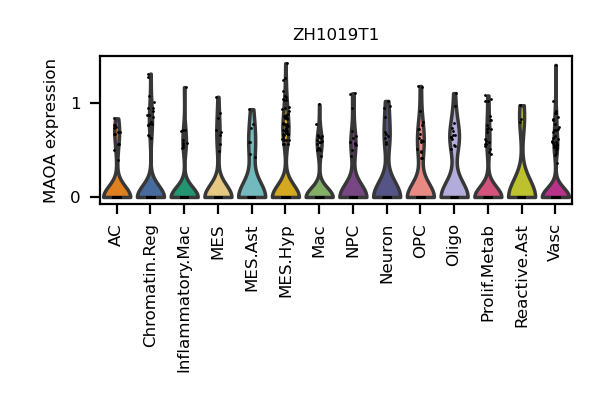 ZH1019T1
MAOA expression
1
0
AC
Chromatin.Reg
Inflammatory.Mac
MES
MES.Ast
MES.Hyp
Mac
NPC
Neuron
OPC
Oligo
Prolif.Metab
Reactive.Ast
Vasc